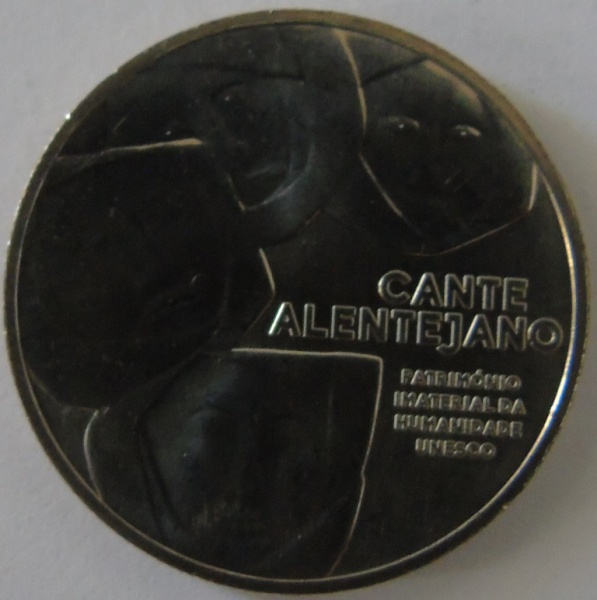 CANTE
ALENTEJANO
PATRIMÓNIO
IMATERIAL DA
HUMANIDADE
UNESCO